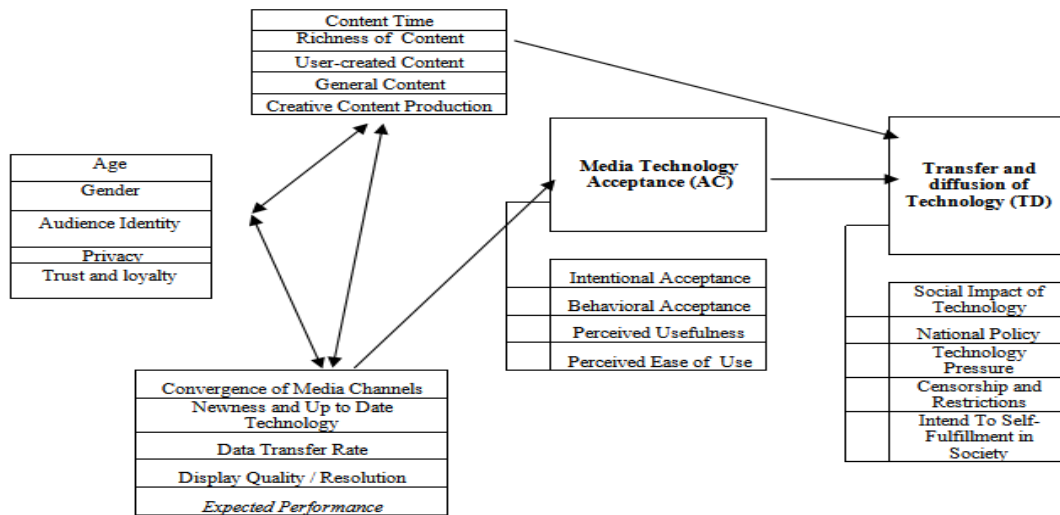 Content Time
Richness of Content
User-created Content
General Content
Creative Content Production
Age
Gender
Audience Identity
Privacy
Trust and loyalty
Media Technology
Acceptance (AC)
Transfer and
diffusion of
Technology (TD)
Intentional Acceptance
Behavioral Acceptance
Perceived Usefulness
Perceived Ease of Use
Social Impact of
Technology
National Policy
Technology
Pressure
Censorship and
Restrictions
Intend To Self-
Fulfillment in
Society
Convergence of Media Channels
Newness and Up to Date
Technology
Data Transfer Rate
Display Quality / Resolution
Expected Performance